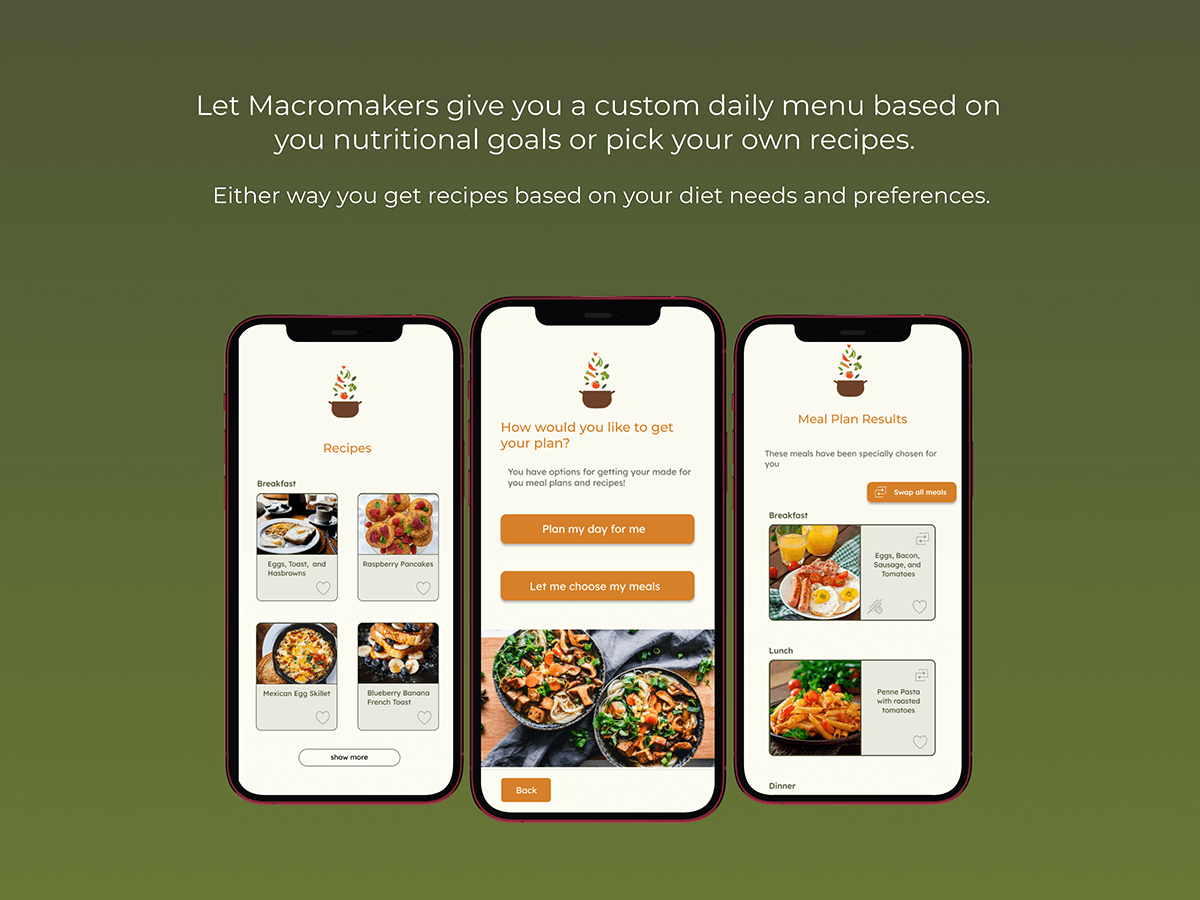 Let Macromakers give you a custom daily menu based on
you nutritional goals or pick your own recipes.
Either way you get recipes based on your diet needs and preferences.
Recipes
Breakfast
Eggs, Toast, and
Hasbrowns
Raspberry Pancakes
Mexican Egg Skillet
Blueberry Banana
French Toast
show more
How would you like to get
your plan?
You have options for getting your made for
you meal plans and recipes!
Plan my day for me
Let me choose my meals
Back
Meal Plan Results
These meals have been specially chosen for
you
Swap all meals
Breakfast
Eggs, Bacon,
Sausage, and
Tomatoes
Lunch
Penne Pasta
with roasted
tomatoes
Dinner